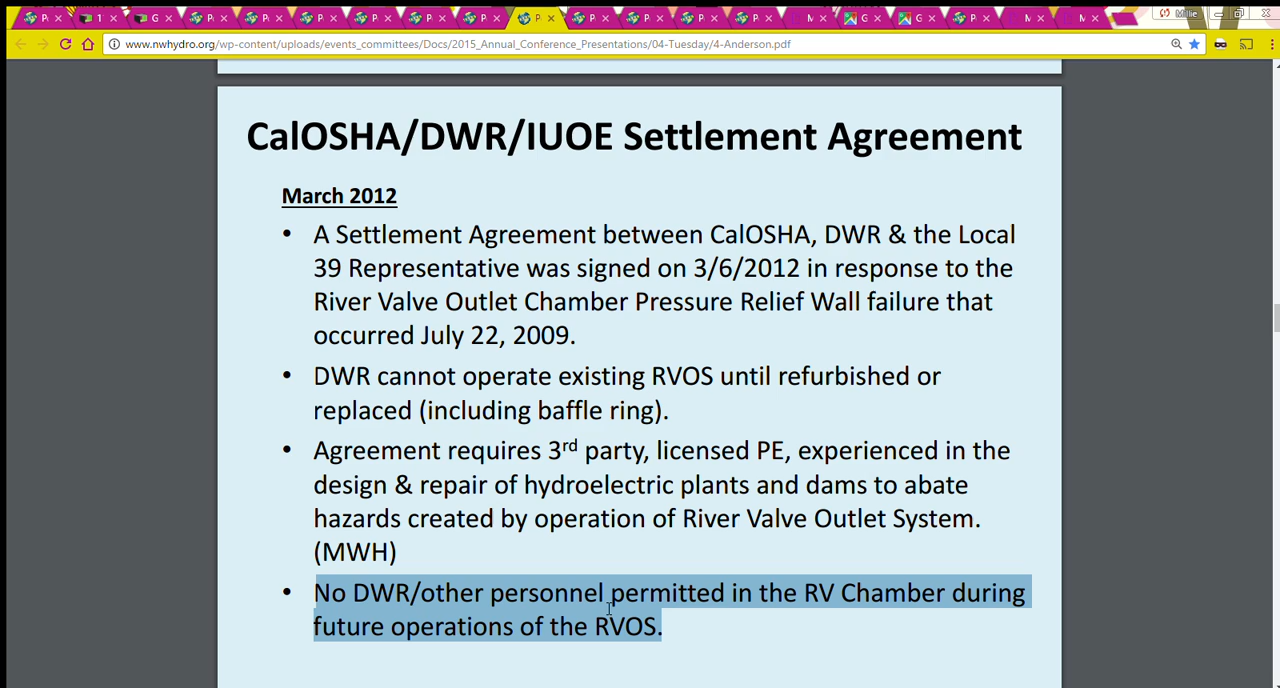 P
1
G
P
P
P
P
P
P
P
P
P
P
P
M
G
G
P
M
M
Millie
www.nwhydro.org/wp-content/uploads/events_committees/Docs/2015_Annual_Conference_Presentations/04-Tuesday/4-Anderson.pdf
CalOSHA/DWR/IUOE Settlement Agreement
March 2012
• A Settlement Agreement between CalOSHA, DWR & the Local
39 Representative was signed on 3/6/2012 in response to the
River Valve Outlet Chamber Pressure Relief Wall failure that
occurred July 22, 2009.
• DWR cannot operate existing RVOS until refurbished or
replaced (including baffle ring).
• Agreement requires 3rd party, licensed PE, experienced in the
design & repair of hydroelectric plants and dams to abate
hazards created by operation of River Valve Outlet System.
(MWH)
• No DWR/other personnel permitted in the RV Chamber during
future operations of the RVOS.